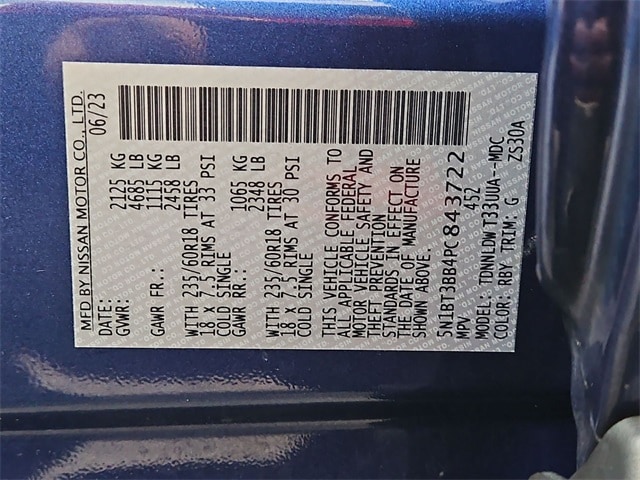 MFD BY NISSAN MOTOR CO., LTD.
DATE: 06/23
GVWR: 2125 KG
4685 LB
GAWR FR.: 1115 KG
2458 LB
WITH 235/60R18 TIRES
18 x 7.5 RIMS AT 33 PSI
COLD SINGLE
GAWR RR.: 1065 KG
2348 LB
WITH 235/60R18 TIRES
18 x 7.5 RIMS AT 30 PSI
COLD SINGLE
THIS VEHICLE CONFORMS TO
ALL APPLICABLE FEDERAL
MOTOR VEHICLE SAFETY AND
THEFT PREVENTION
STANDARDS IN EFFECT ON
THE DATE OF MANUFACTURE
SHOWN ABOVE.
5N1BT3BB4PC843722
MPV 452
MODEL: TDNNLDW T33UUA--MDC
COLOR: RBY TRIM: G ZS30A